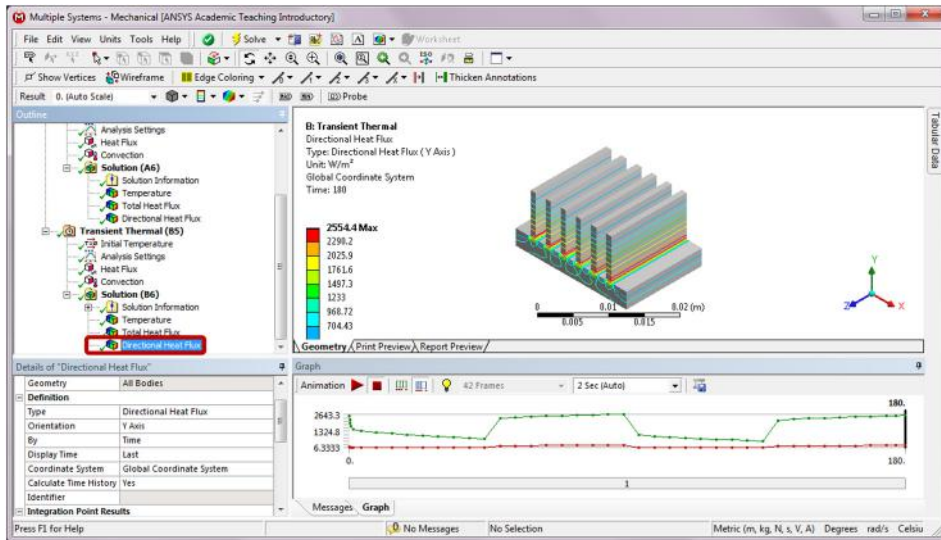 Multiple Systems - Mechanical [ANSYS Academic Teaching Introductory]
File Edit View Units Tools Help Solve Worksheet
Show Vertices Wireframe Edge Coloring Thicken Annotations
Result 0. (Auto Scale) Probe
Outline
Analysis Settings
Heat Flux
Convection
Solution (A6)
Solution Information
Temperature
Total Heat Flux
Directional Heat Flux
Transient Thermal (B5)
Initial Temperature
Analysis Settings
Heat Flux
Convection
Solution (B6)
Solution Information
Temperature
Total Heat Flux
Directional Heat Flux
B: Transient Thermal
Directional Heat Flux
Type: Directional Heat Flux ( Y Axis )
Unit: W/m²
Global Coordinate System
Time: 180
2554.4 Max
2290.2
2025.9
1761.6
1497.3
1233
968.72
704.43
0 0.01 0.02 (m)
0.005 0.015
Y
Z X
Tabular Data
Geometry Print Preview Report Preview
Details of "Directional Heat Flux"
Geometry All Bodies
Definition
Type Directional Heat Flux
Orientation Y Axis
By Time
Display Time Last
Coordinate System Global Coordinate System
Calculate Time History Yes
Identifier
Integration Point Results
Graph
Animation 42 Frames 2 Sec (Auto)
180.
2643.3
1324.8
6.3333
0. 180.
1
Messages Graph
Press F1 for Help No Messages No Selection Metric (m, kg, N, s, V, A) Degrees rad/s Celsiu